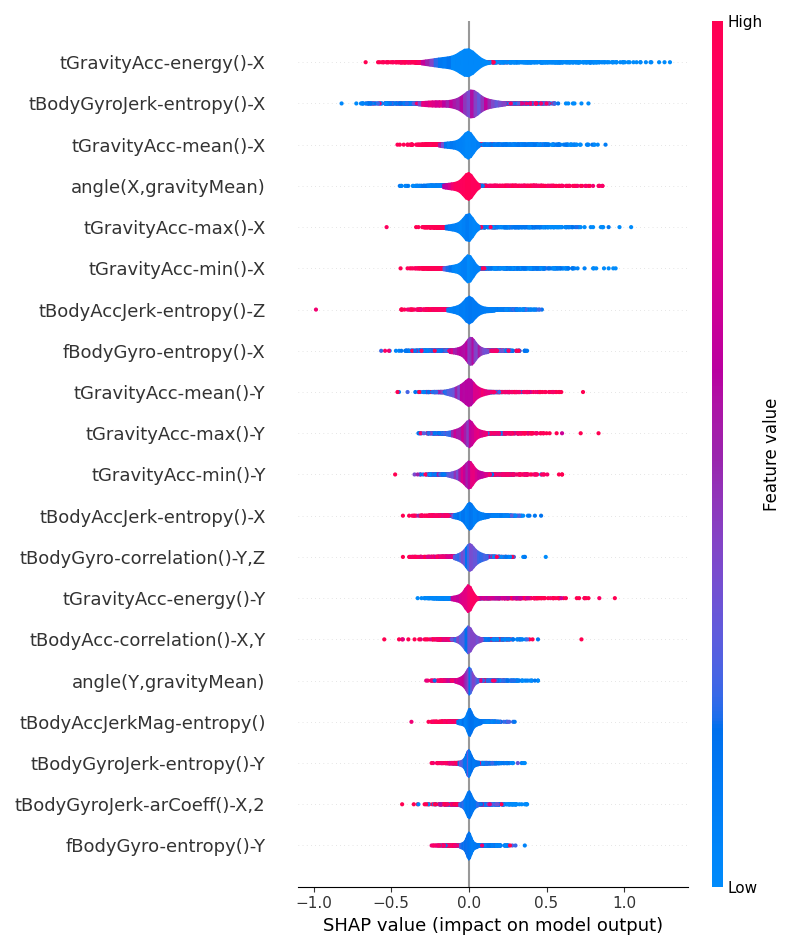 High
tGravityAcc-energy()-X
tBodyGyroJerk-entropy()-X
tGravityAcc-mean()-X
angle(X,gravityMean)
tGravityAcc-max()-X
tGravityAcc-min()-X
tBodyAccJerk-entropy()-Z
fBodyGyro-entropy()-X
tGravityAcc-mean()-Y
tGravityAcc-max()-Y
tGravityAcc-min()-Y
tBodyAccJerk-entropy()-X
tBodyGyro-correlation()-Y,Z
tGravityAcc-energy()-Y
tBodyAcc-correlation()-X,Y
angle(Y,gravityMean)
tBodyAccJerkMag-entropy()
tBodyGyroJerk-entropy()-Y
tBodyGyroJerk-arCoeff()-X,2
fBodyGyro-entropy()-Y
Feature value
Low
−1.0 −0.5 0.0 0.5 1.0
SHAP value (impact on model output)